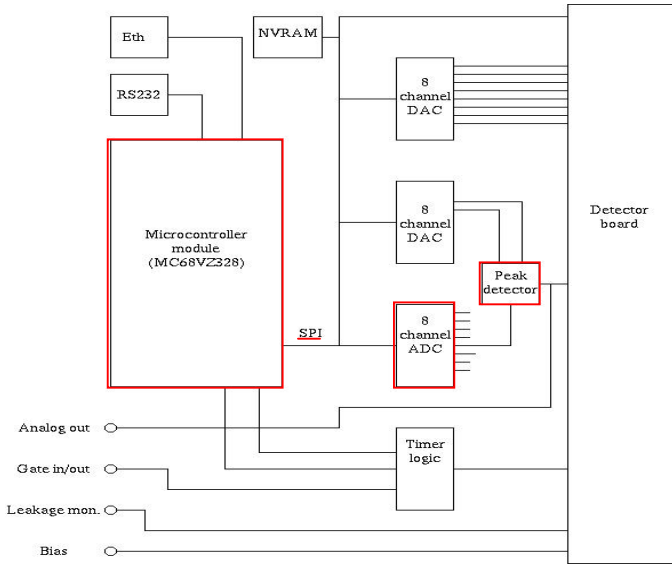 Eth
NVRAM
RS232
8
channel
DAC
Microcontroller
module
(MC68VZ328)
8
channel
DAC
Detector
board
Peak
detector
SPI
8
channel
ADC
Analog out
Timer
logic
Gate in/out
Leakage mon.
Bias